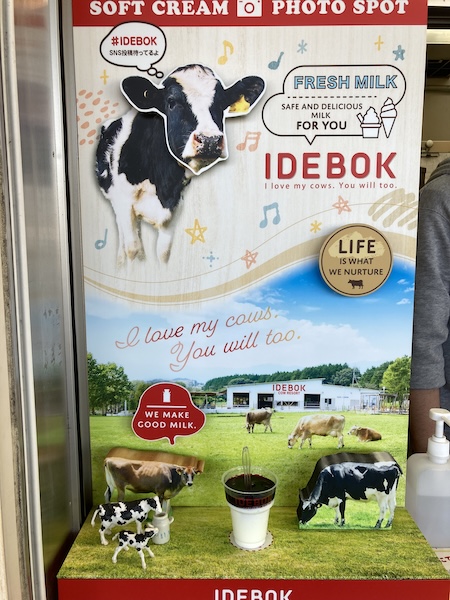 SOFT CREAM PHOTO SPOT
#IDEBOK
SNS投稿待ってるよ
FRESH MILK
SAFE AND DELICIOUS
MILK
FOR YOU
IDEBOK
I love my cows. You will too.
LIFE
IS WHAT
WE NURTURE
I love my cows.
You will too.
IDEBOK
WE MAKE
GOOD MILK.
IDEBOK